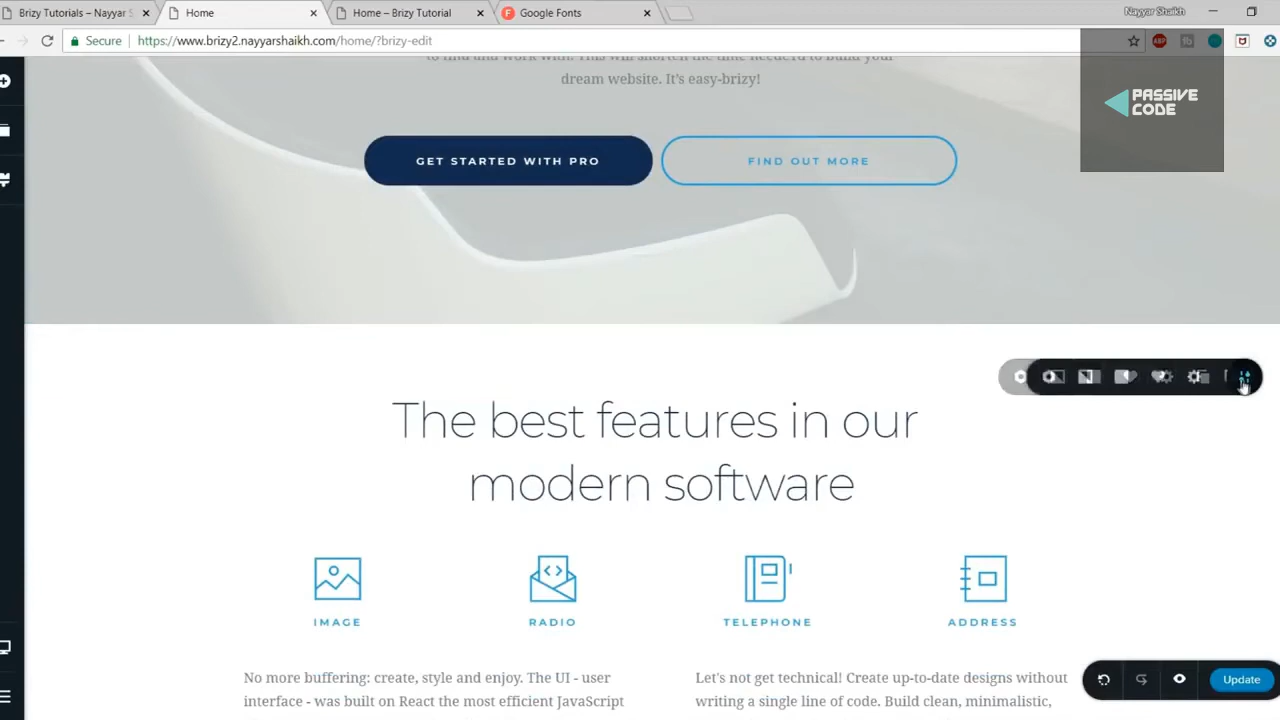 Brizy Tutorials – Nayyar S
Home
Home – Brizy Tutorial
Google Fonts
Nayyar Shaikh
Secure
https://www.brizy2.nayyarshaikh.com/home/?brizy-edit
ABP
PASSIVE
CODE
dream website. It's easy-brizy!
GET STARTED WITH PRO
FIND OUT MORE
The best features in our
modern software
IMAGE
RADIO
TELEPHONE
ADDRESS
No more buffering: create, style and enjoy. The UI - user
interface - was built on React the most efficient JavaScript
Let's not get technical! Create up-to-date designs without
writing a single line of code. Build clean, minimalistic,
Update